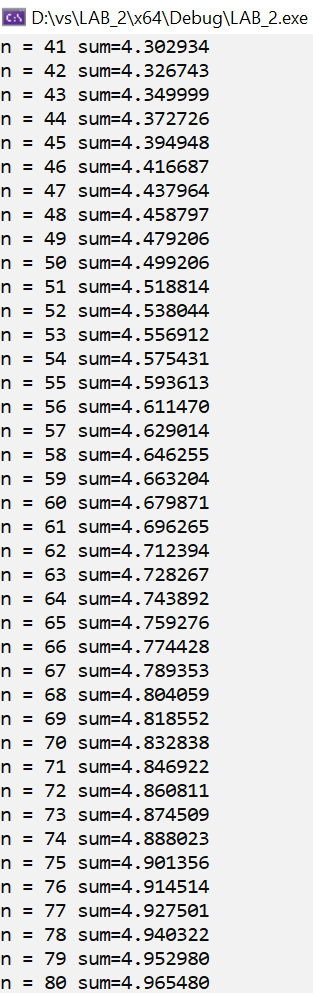 D:\vs\LAB_2\x64\Debug\LAB_2.exe
n = 41 sum=4.302934
n = 42 sum=4.326743
n = 43 sum=4.349999
n = 44 sum=4.372726
n = 45 sum=4.394948
n = 46 sum=4.416687
n = 47 sum=4.437964
n = 48 sum=4.458797
n = 49 sum=4.479206
n = 50 sum=4.499206
n = 51 sum=4.518814
n = 52 sum=4.538044
n = 53 sum=4.556912
n = 54 sum=4.575431
n = 55 sum=4.593613
n = 56 sum=4.611470
n = 57 sum=4.629014
n = 58 sum=4.646255
n = 59 sum=4.663204
n = 60 sum=4.679871
n = 61 sum=4.696265
n = 62 sum=4.712394
n = 63 sum=4.728267
n = 64 sum=4.743892
n = 65 sum=4.759276
n = 66 sum=4.774428
n = 67 sum=4.789353
n = 68 sum=4.804059
n = 69 sum=4.818552
n = 70 sum=4.832838
n = 71 sum=4.846922
n = 72 sum=4.860811
n = 73 sum=4.874509
n = 74 sum=4.888023
n = 75 sum=4.901356
n = 76 sum=4.914514
n = 77 sum=4.927501
n = 78 sum=4.940322
n = 79 sum=4.952980
n = 80 sum=4.965480